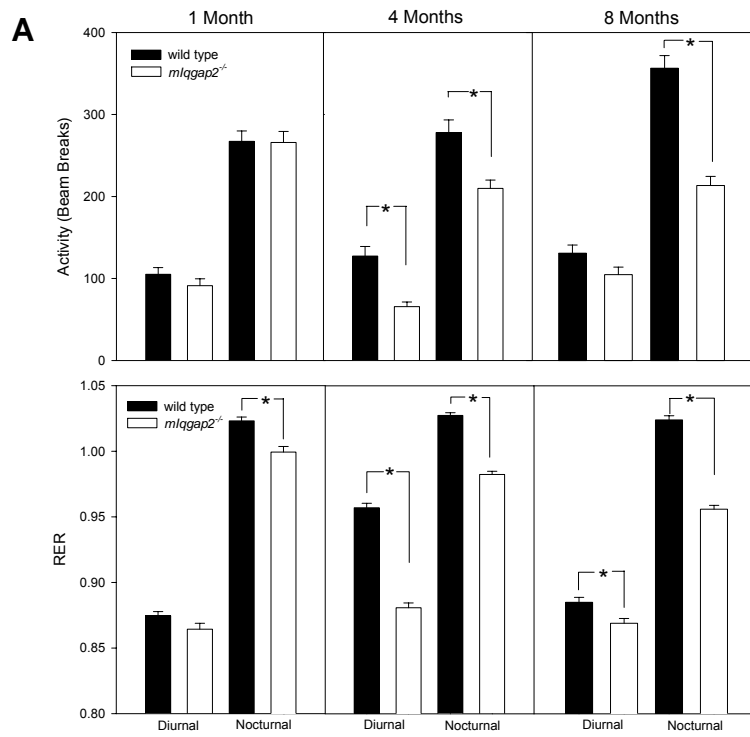 A
1 Month 4 Months 8 Months
400
300
200
100
0
Activity (Beam Breaks)
wild type
mIqgap2-/-
*
*
*
1.05
1.00
0.95
0.90
0.85
0.80
RER
wild type
mIqgap2-/-
*
*
*
*
*
Diurnal Nocturnal Diurnal Nocturnal Diurnal Nocturnal